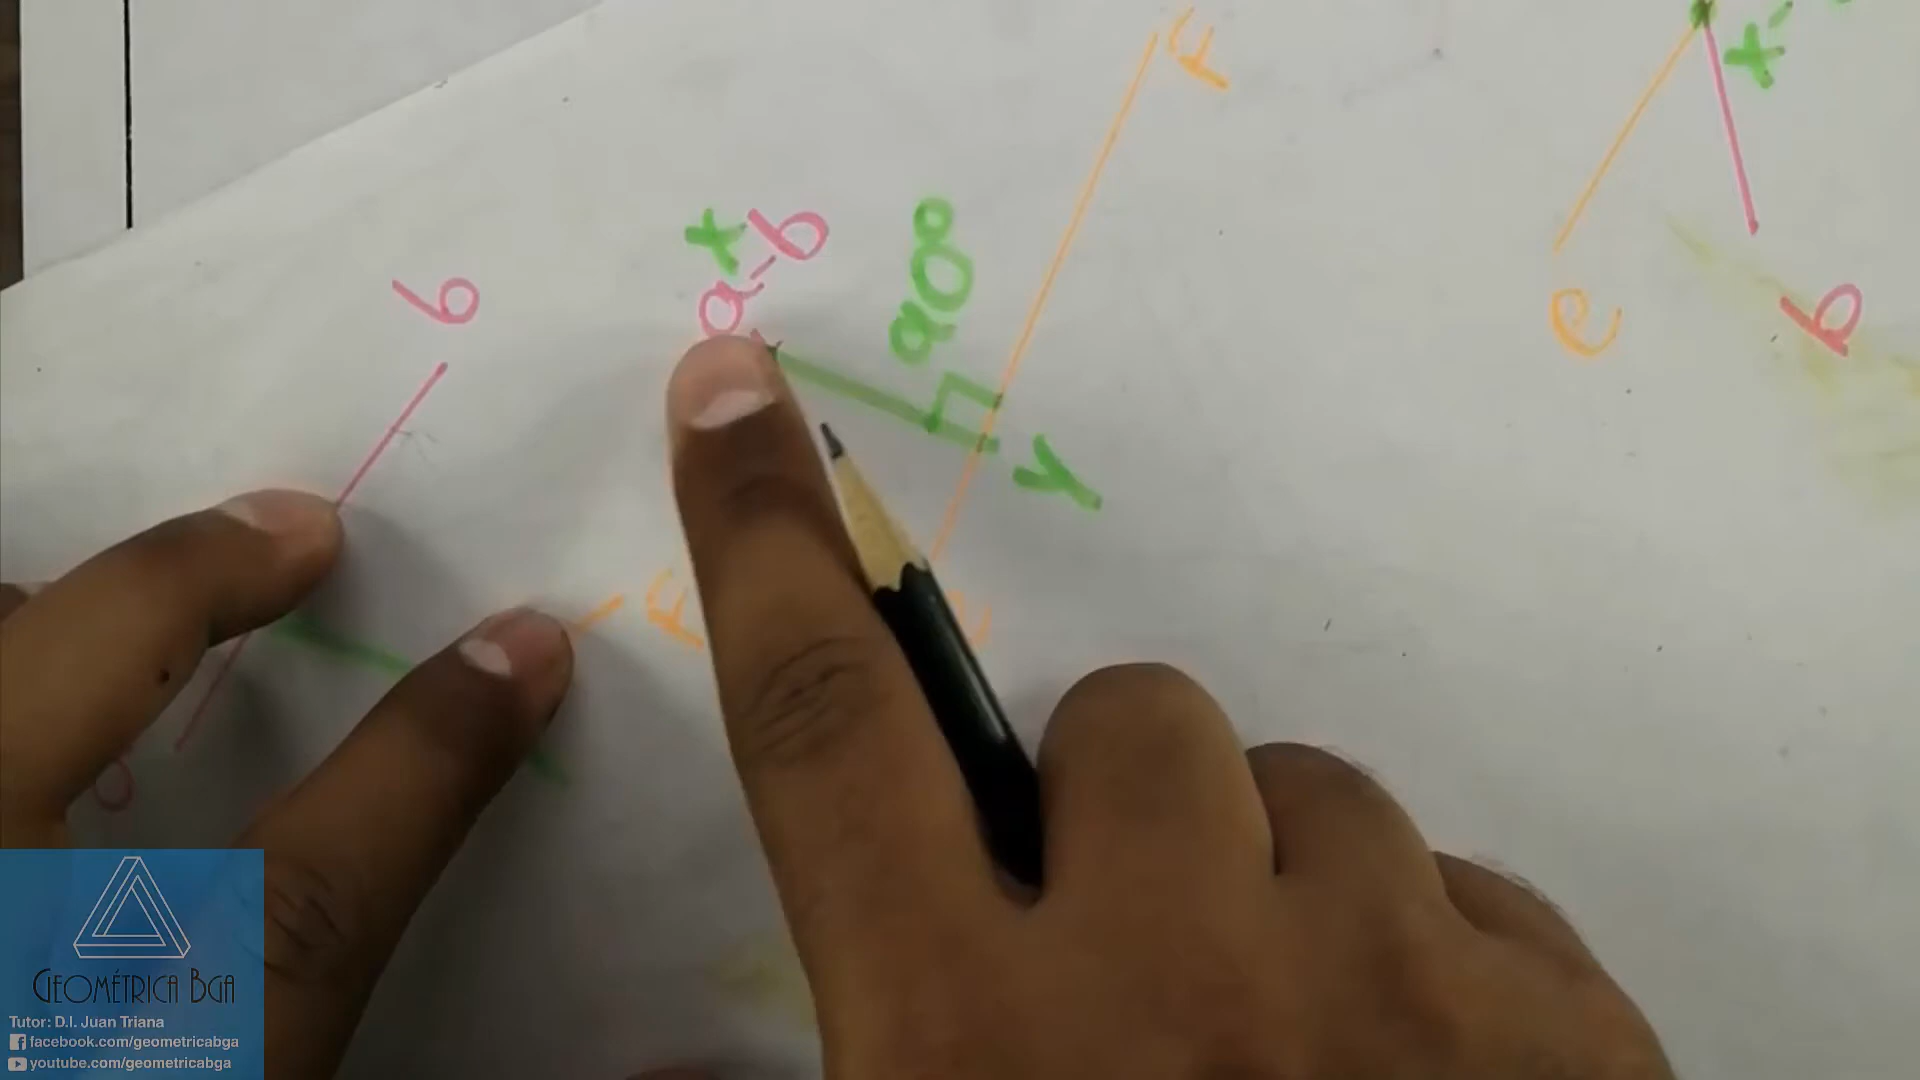 F
x-
b
x
a-b
90°
e
b
y
F
a
GEOMÉTRICA BGA
Tutor: D.I. Juan Triana
facebook.com/geometricabga
youtube.com/geometricabga